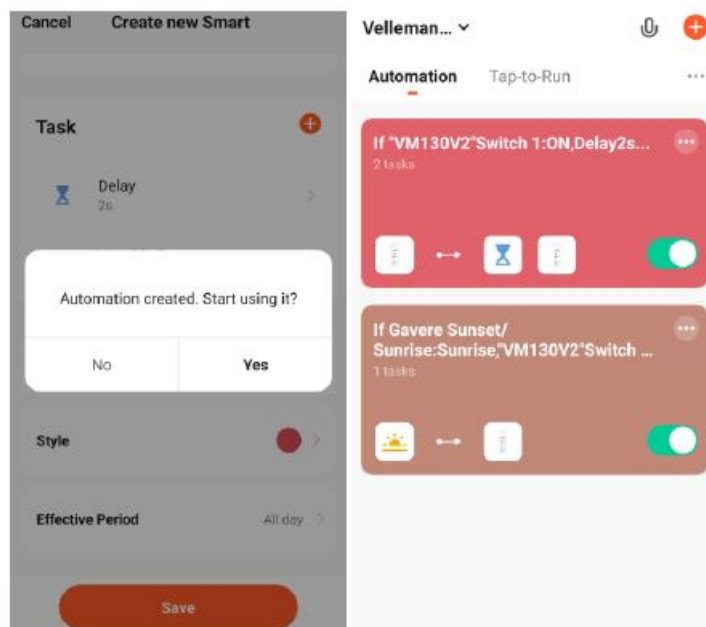 Cancel
Create new Smart
Task
Delay
2s
Automation created. Start using it?
No
Yes
Style
Effective Period
All day
Save
Velleman...
Automation
Tap-to-Run
If "VM130V2"Switch 1:ON,Delay2s...
2 tasks
If Gavere Sunset/
Sunrise:Sunrise,"VM130V2"Switch ...
1 tasks